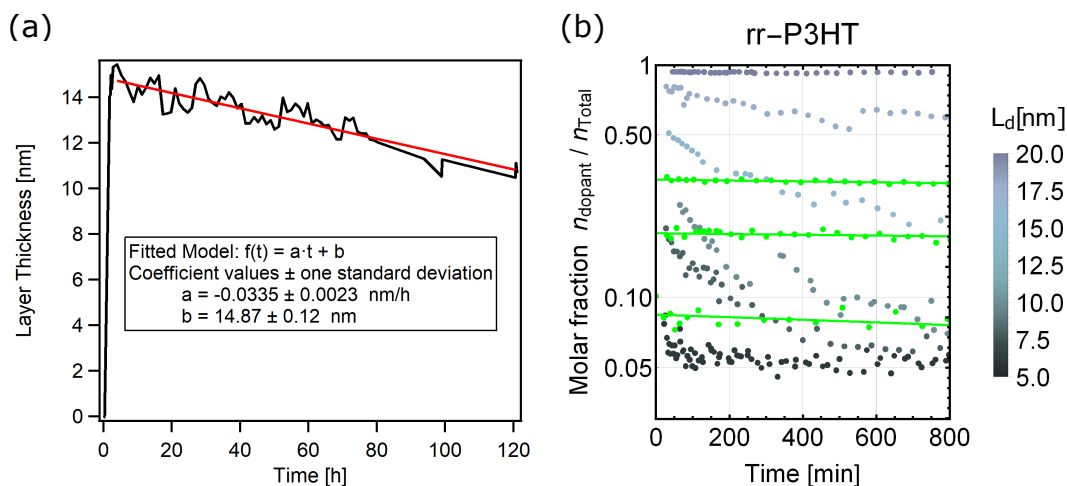 (a)
Layer Thickness [nm]
14
12
10
8
6
4
2
0
Fitted Model: f(t) = a·t + b
Coefficient values ± one standard deviation
a = -0.0335 ± 0.0023 nm/h
b = 14.87 ± 0.12 nm
0 20 40 60 80 100 120
Time [h]
(b)
rr-P3HT
Molar fraction n_dopant / n_Total
1
0.50
0.10
0.05
0 200 400 600 800
Time [min]
L_d[nm]
20.0
17.5
15.0
12.5
10.0
7.5
5.0